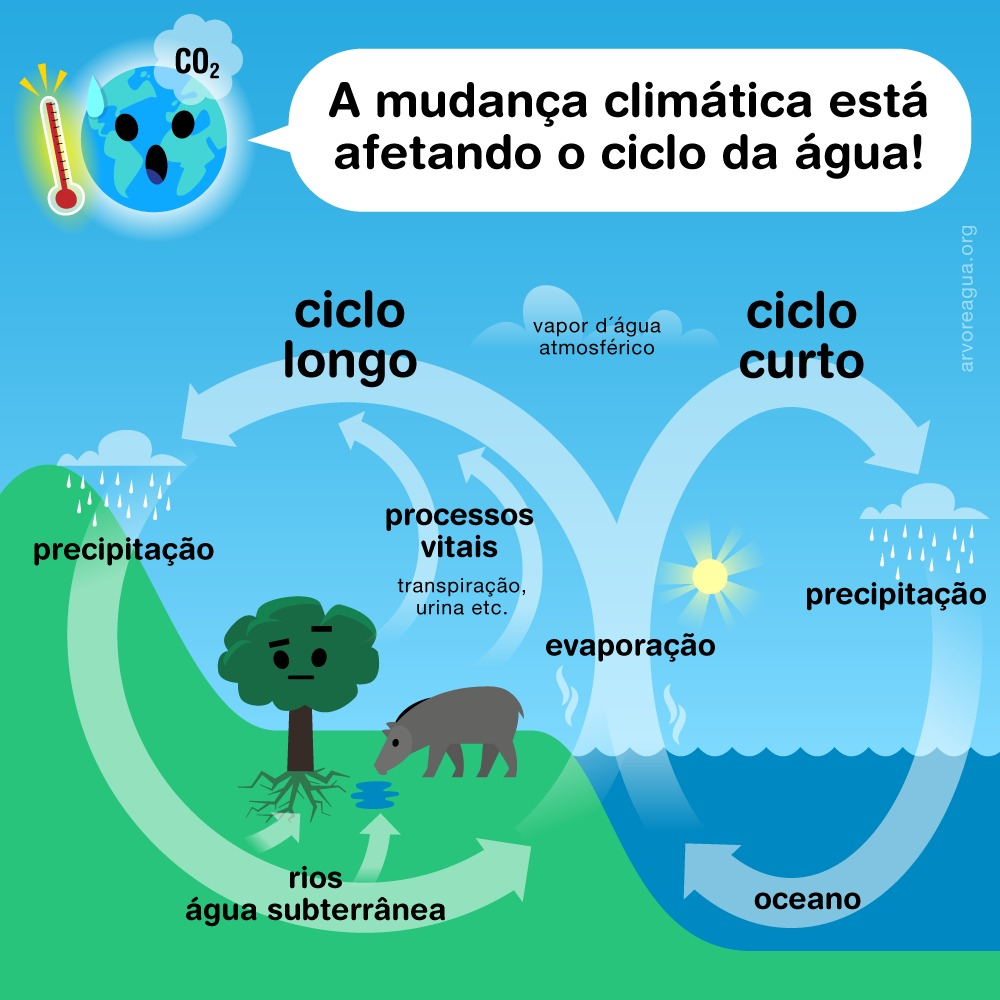 CO₂
A mudança climática está
afetando o ciclo da água!
arvoreagua.org
ciclo
longo
vapor d´água
atmosférico
ciclo
curto
processos
vitais
transpiração,
urina etc.
precipitação
precipitação
evaporação
rios
água subterrânea
oceano